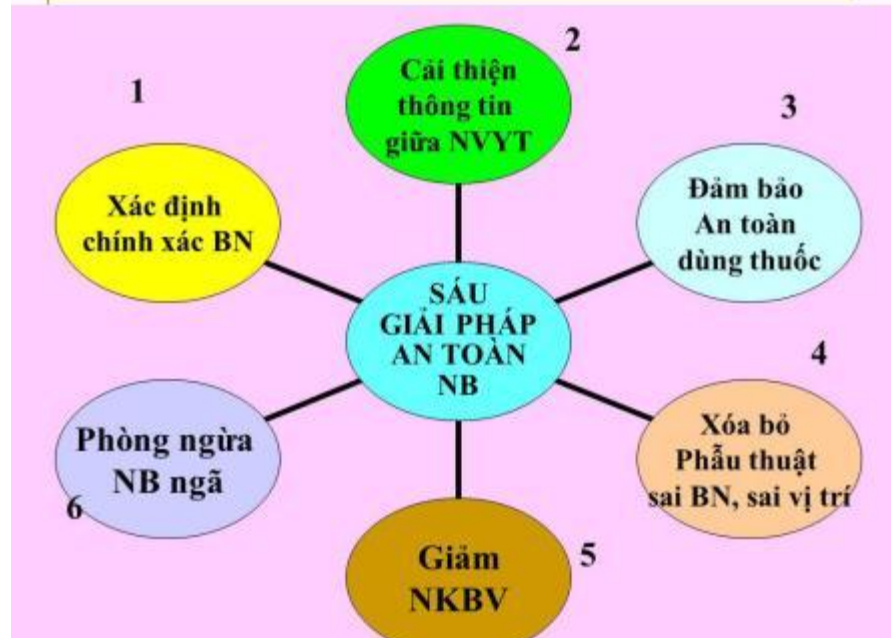 1
Xác định
chính xác BN
2
Cải thiện
thông tin
giữa NVYT
3
Đảm bảo
An toàn
dùng thuốc
SÁU
GIẢI PHÁP
AN TOÀN
NB
4
Xóa bỏ
Phẫu thuật
sai BN, sai vị trí
5
Giảm
NKBV
6
Phòng ngừa
NB ngã